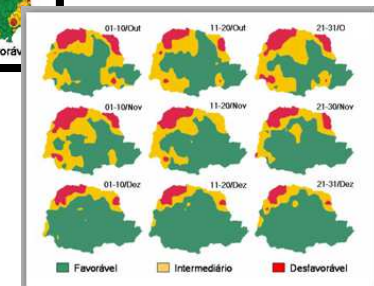 oráve
01-10/Out 11-20/Out 21-31/O
01-10/Nov 11-20/Nov 21-30/Nov
01-10/Dez 11-20/Dez 21-31/Dez
Favorável Intermediário Desfavorável